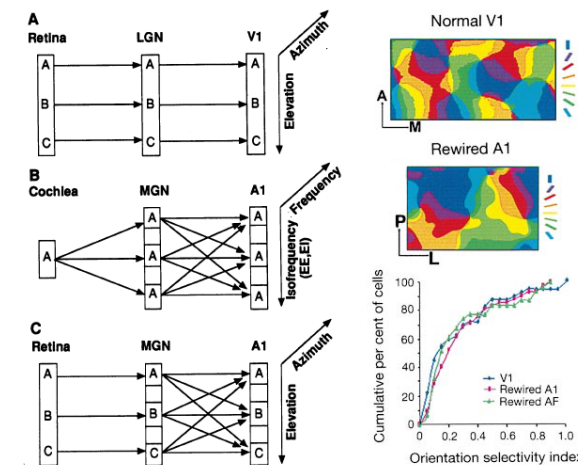 A
Retina LGN V1
A A A
B B B
C C C
Azimuth
Elevation
B
Cochlea MGN A1
A A A
A A
A A
Frequency
Isofrequency
(EE,EI)
C
Retina MGN A1
A A A
B B B
C C C
Azimuth
Elevation
Normal V1
A
M
Rewired A1
P
L
Cumulative per cent of cells
100
80
60
40
20
0
V1
Rewired A1
Rewired AF
0 0.2 0.4 0.6 0.8 1.0
Orientation selectivity index